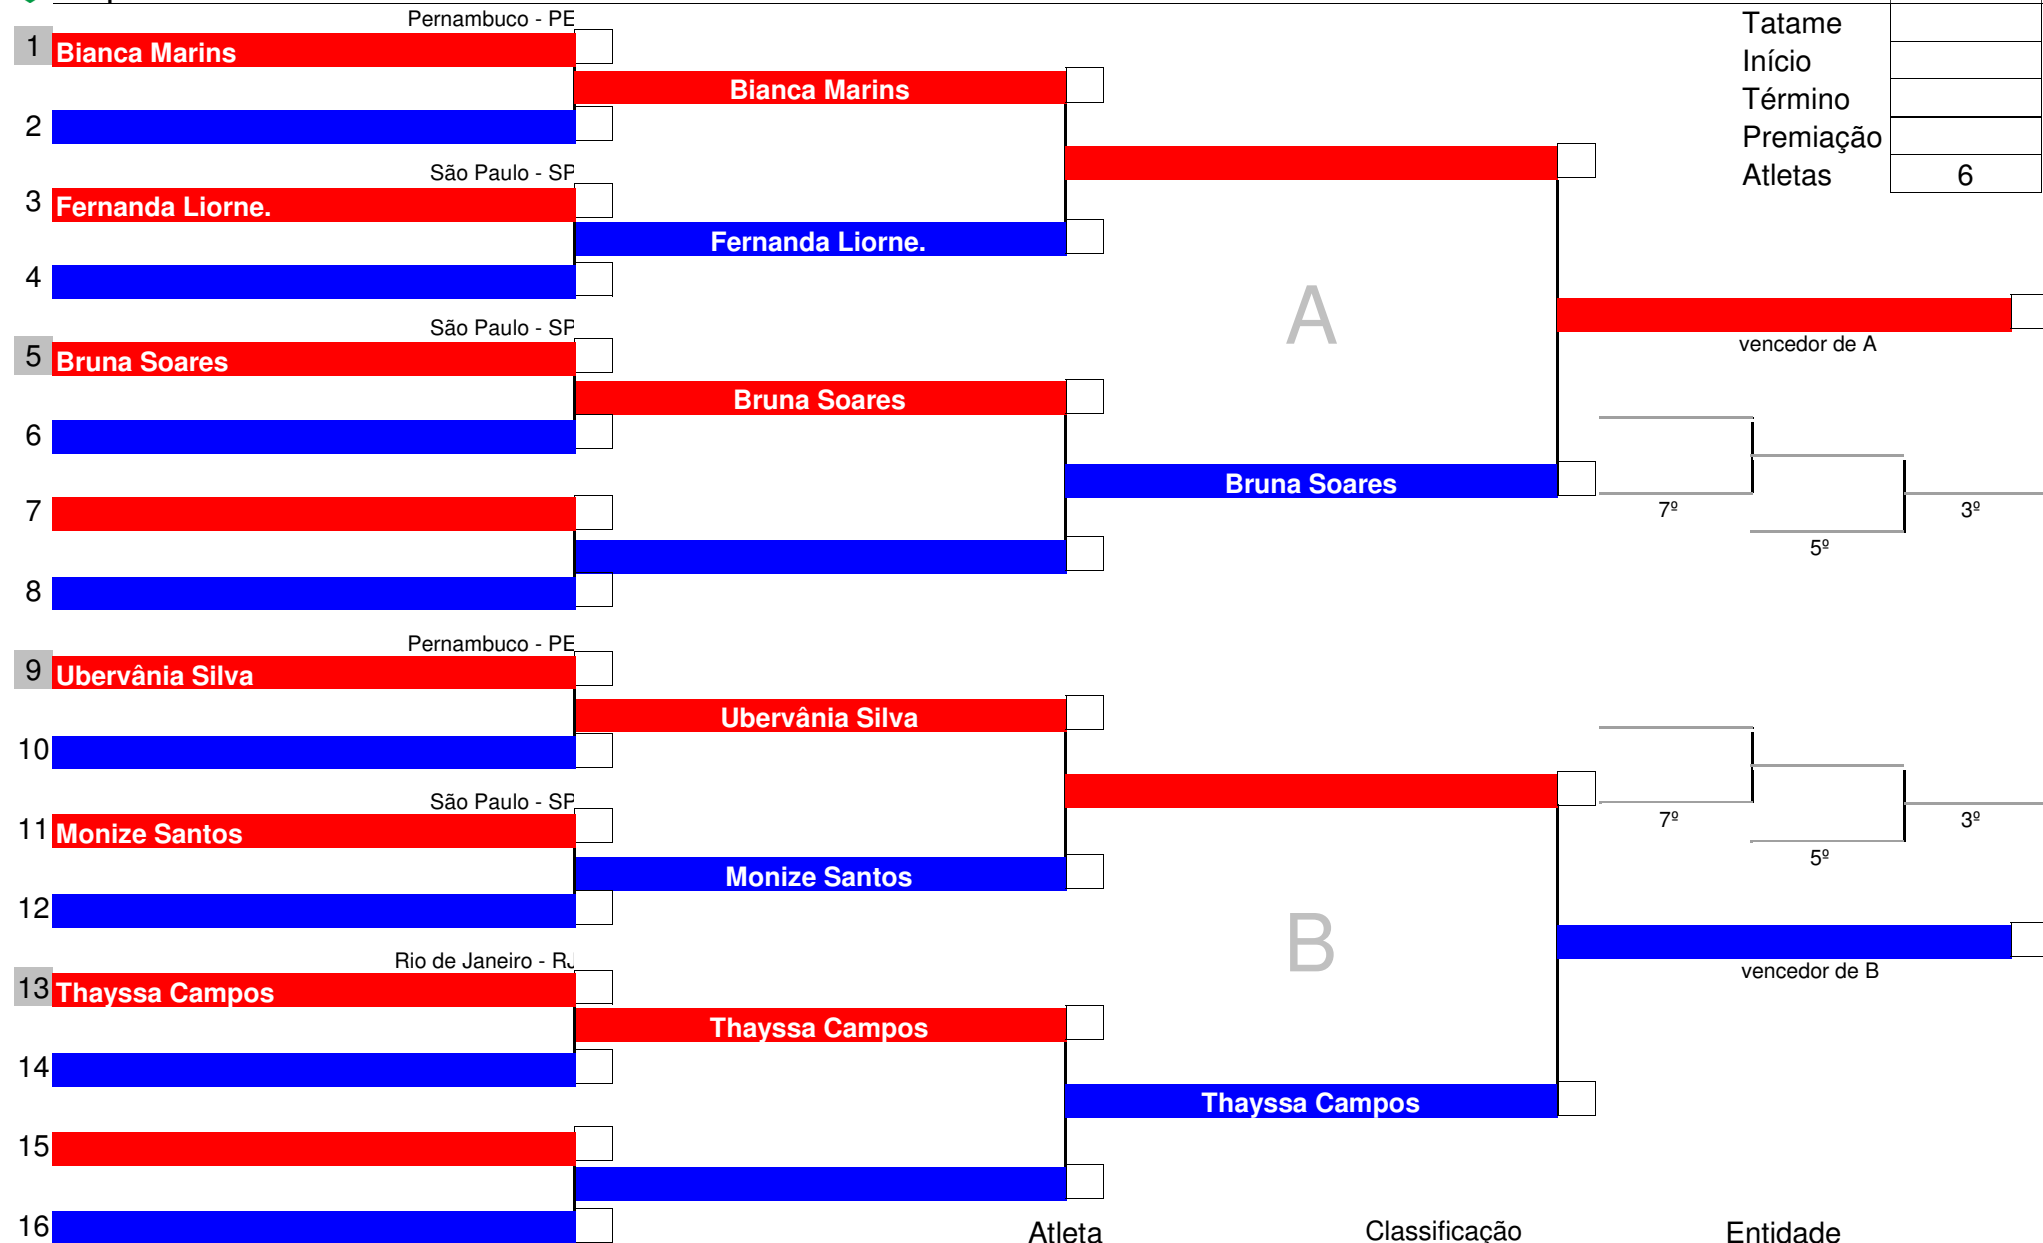 Pernambuco - PE
1 Bianca Marins
Bianca Marins
2
São Paulo - SP
3 Fernanda Liorne.
Fernanda Liorne.
4
São Paulo - SP
5 Bruna Soares
Bruna Soares
6
7
8
Bruna Soares
A
Tatame
Início
Término
Premiação
Atletas 6
vencedor de A
7º
3º
5º
Pernambuco - PE
9 Ubervânia Silva
Ubervânia Silva
10
São Paulo - SP
11 Monize Santos
Monize Santos
12
Rio de Janeiro - RJ
13 Thayssa Campos
Thayssa Campos
14
15
16
Thayssa Campos
B
7º
3º
5º
vencedor de B
Atleta Classificação Entidade